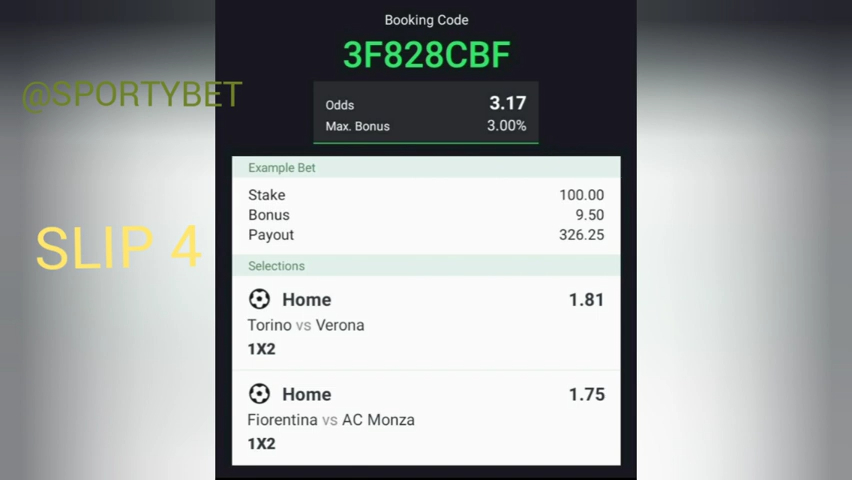 Booking Code
3F828CBF
@SPORTYBET
Odds 3.17
Max. Bonus 3.00%
Example Bet
Stake 100.00
Bonus 9.50
Payout 326.25
SLIP 4
Selections
Home 1.81
Torino vs Verona
1X2
Home 1.75
Fiorentina vs AC Monza
1X2